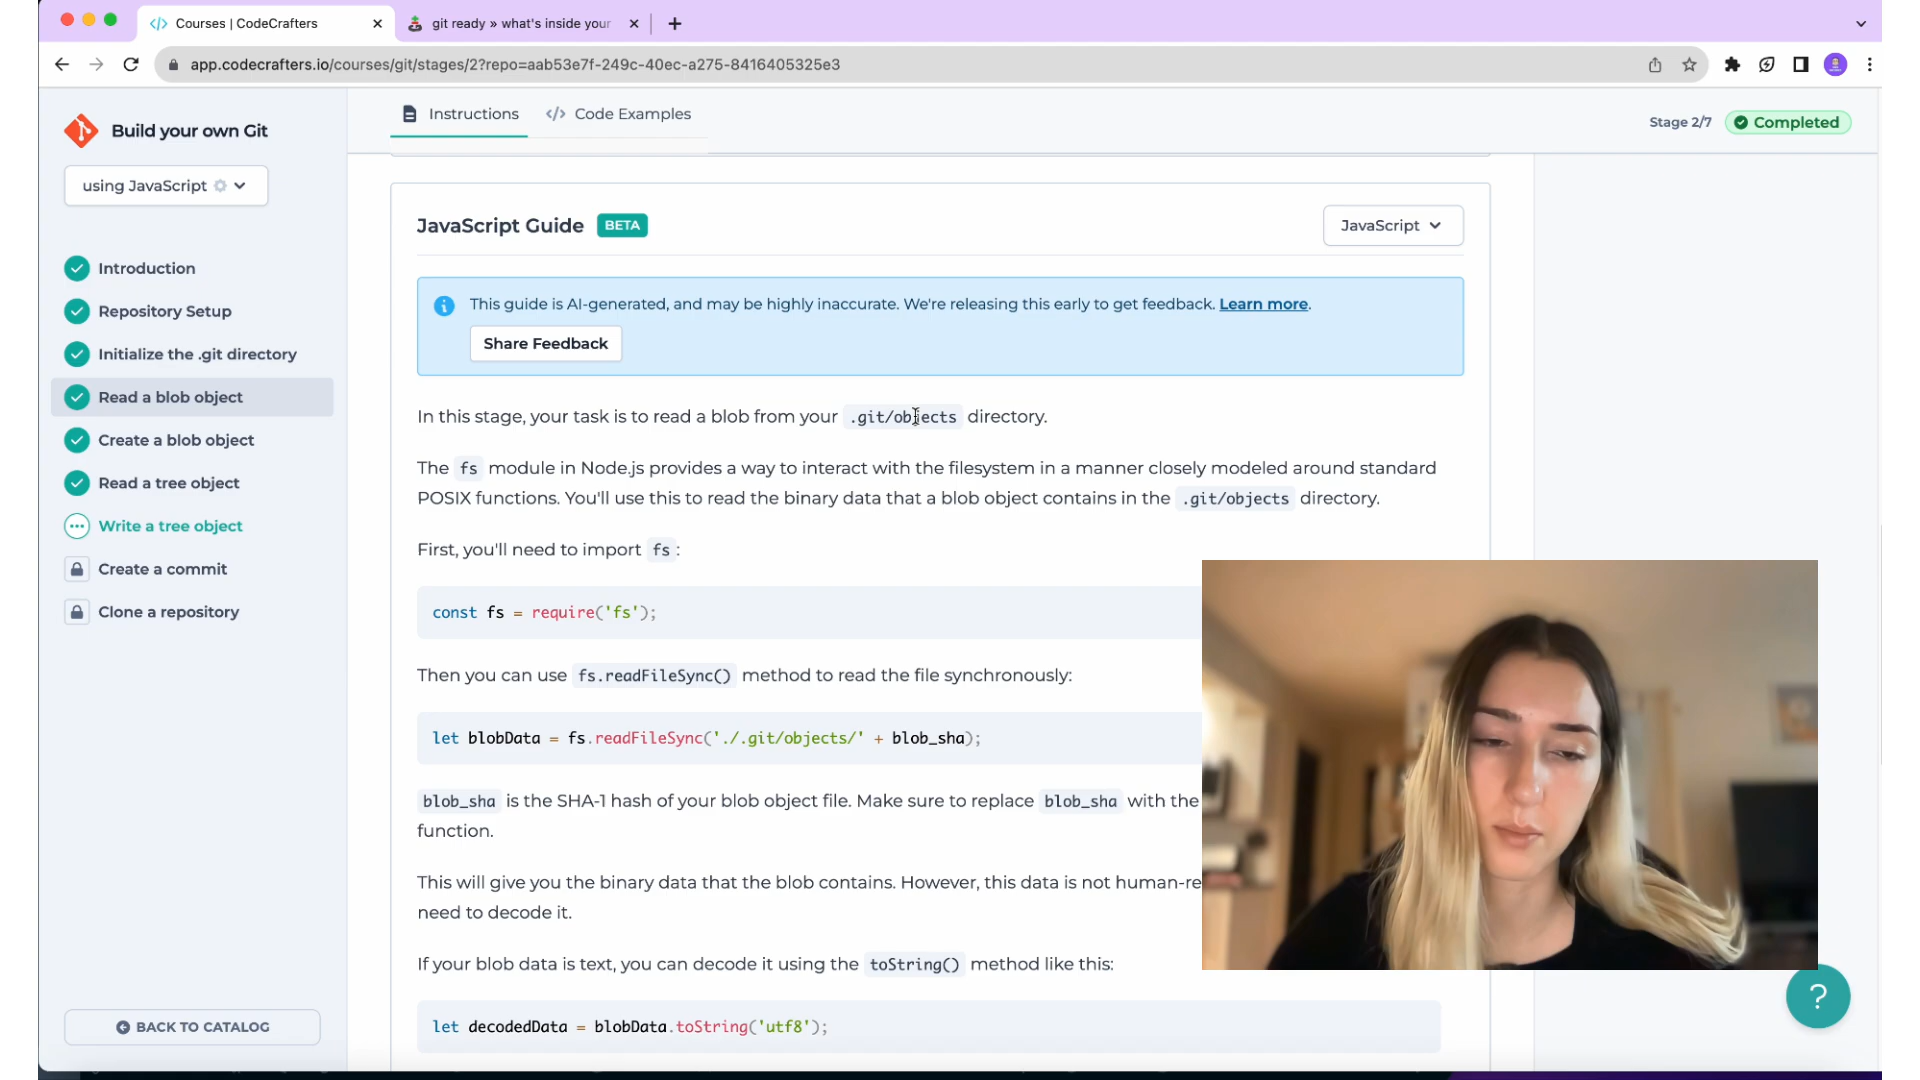 Courses | CodeCrafters
git ready » what's inside your
app.codecrafters.io/courses/git/stages/2?repo=aab53e7f-249c-40ec-a275-8416405325e3
Build your own Git
using JavaScript
Introduction
Repository Setup
Initialize the .git directory
Read a blob object
Create a blob object
Read a tree object
Write a tree object
Create a commit
Clone a repository
BACK TO CATALOG
Instructions
Code Examples
Stage 2/7
Completed
JavaScript Guide
BETA
JavaScript
This guide is AI-generated, and may be highly inaccurate. We're releasing this early to get feedback. Learn more.
Share Feedback
In this stage, your task is to read a blob from your .git/objects directory.
The fs module in Node.js provides a way to interact with the filesystem in a manner closely modeled around standard
POSIX functions. You'll use this to read the binary data that a blob object contains in the .git/objects directory.
First, you'll need to import fs :
const fs = require('fs');
Then you can use fs.readFileSync() method to read the file synchronously:
let blobData = fs.readFileSync('./.git/objects/' + blob_sha);
blob_sha is the SHA-1 hash of your blob object file. Make sure to replace blob_sha with the
function.
This will give you the binary data that the blob contains. However, this data is not human-re
need to decode it.
If your blob data is text, you can decode it using the toString() method like this:
let decodedData = blobData.toString('utf8');
?